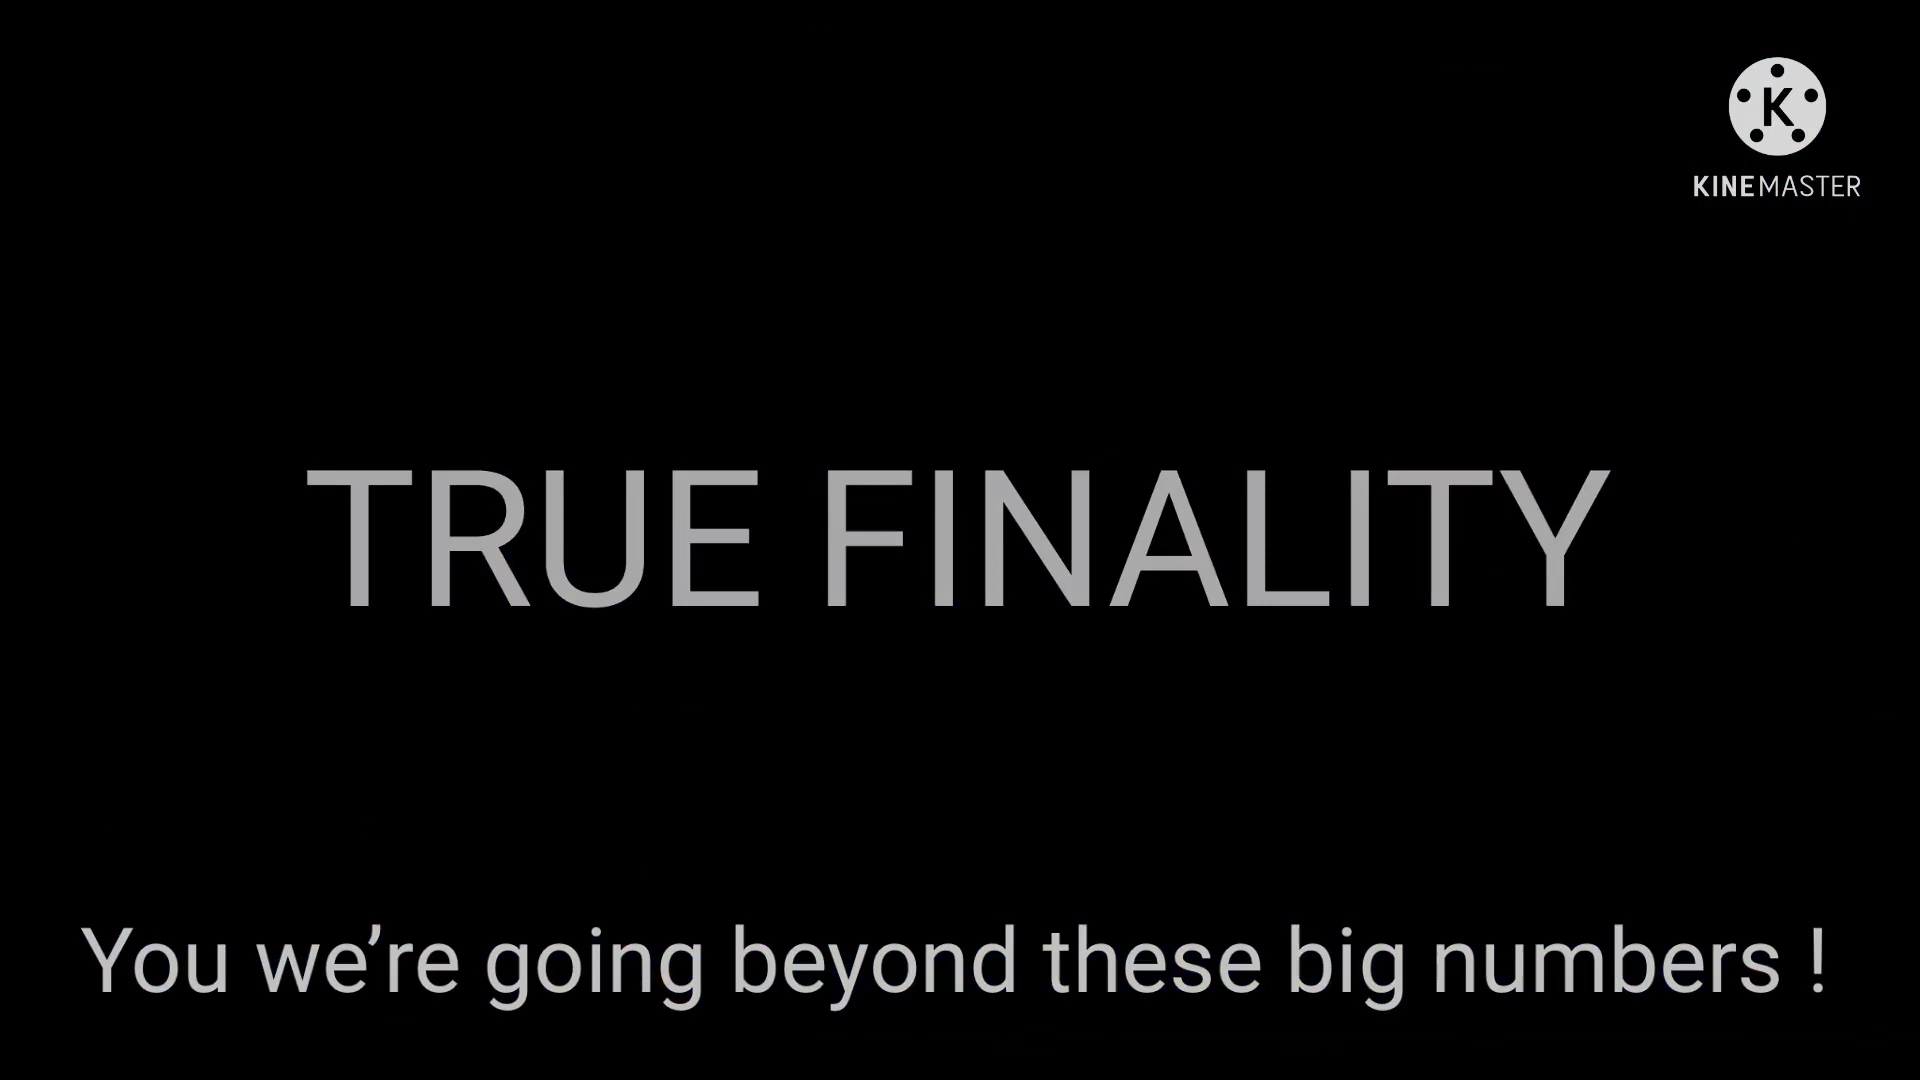 K
KINEMASTER
TRUE FINALITY
You we’re going beyond these big numbers !